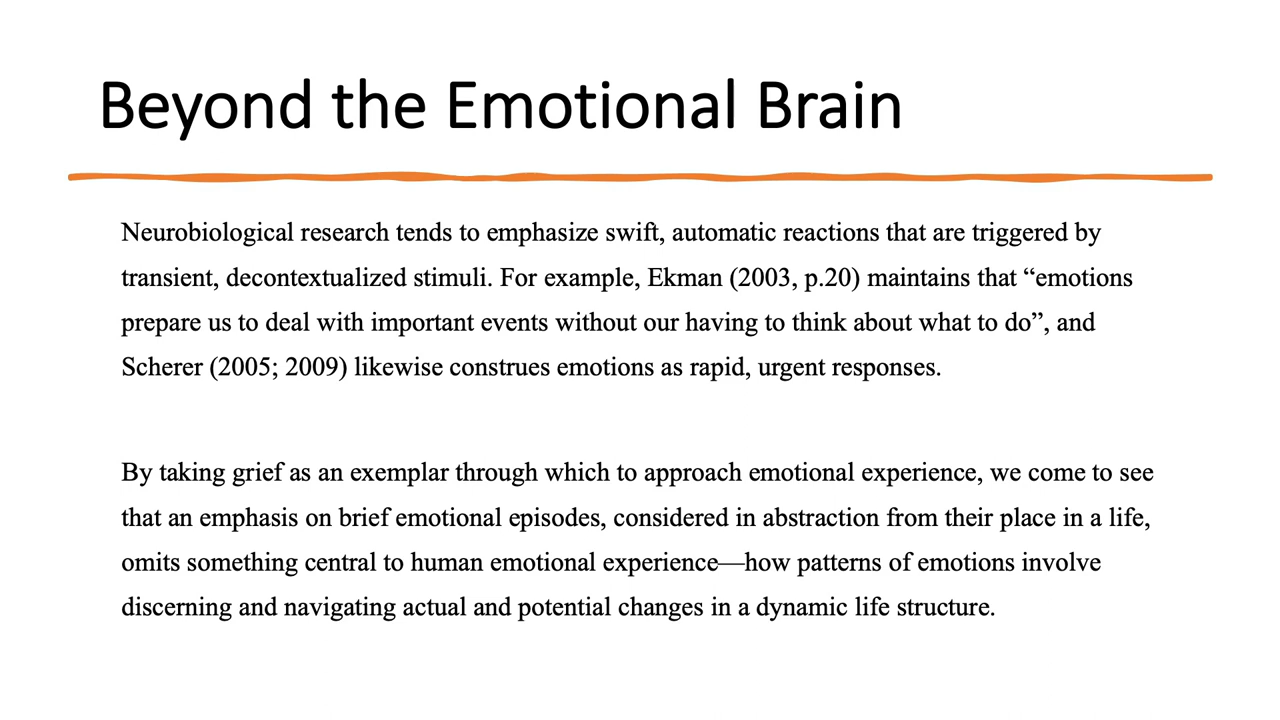 Beyond the Emotional Brain
Neurobiological research tends to emphasize swift, automatic reactions that are triggered by
transient, decontextualized stimuli. For example, Ekman (2003, p.20) maintains that “emotions
prepare us to deal with important events without our having to think about what to do”, and
Scherer (2005; 2009) likewise construes emotions as rapid, urgent responses.
By taking grief as an exemplar through which to approach emotional experience, we come to see
that an emphasis on brief emotional episodes, considered in abstraction from their place in a life,
omits something central to human emotional experience—how patterns of emotions involve
discerning and navigating actual and potential changes in a dynamic life structure.